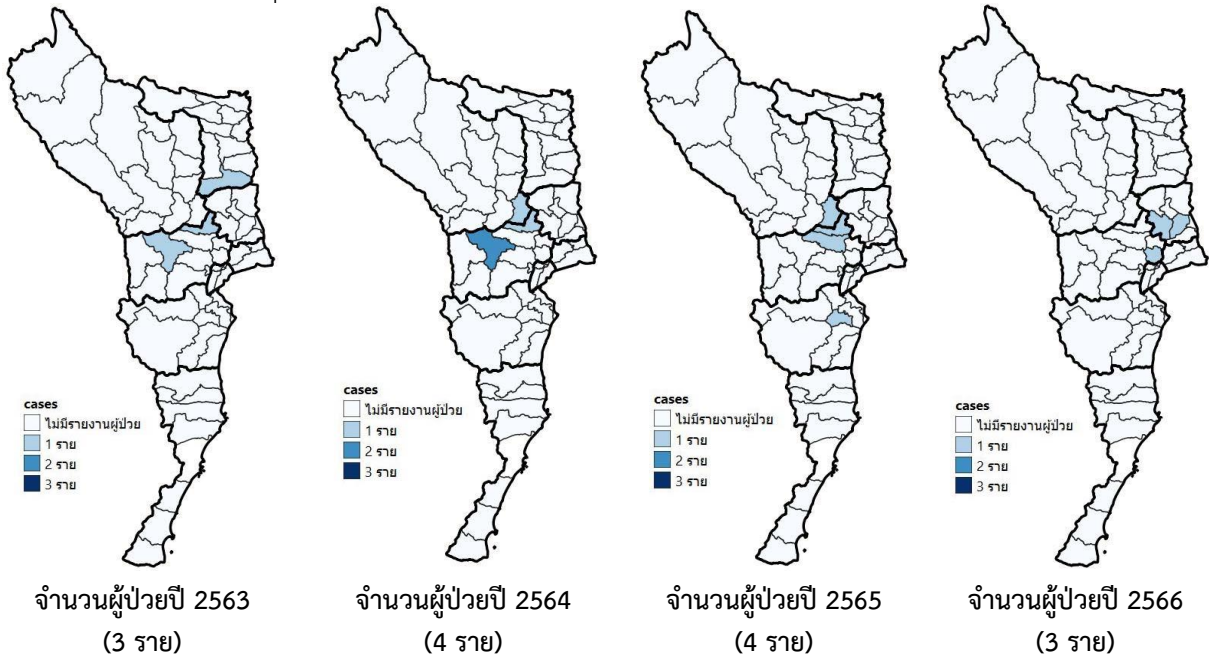 cases
ไม่มีรายงานผู้ป่วย
1 ราย
2 ราย
3 ราย
จำนวนผู้ป่วยปี 2563
(3 ราย)
cases
ไม่มีรายงานผู้ป่วย
1 ราย
2 ราย
3 ราย
จำนวนผู้ป่วยปี 2564
(4 ราย)
cases
ไม่มีรายงานผู้ป่วย
1 ราย
2 ราย
3 ราย
จำนวนผู้ป่วยปี 2565
(4 ราย)
cases
ไม่มีรายงานผู้ป่วย
1 ราย
2 ราย
3 ราย
จำนวนผู้ป่วยปี 2566
(3 ราย)